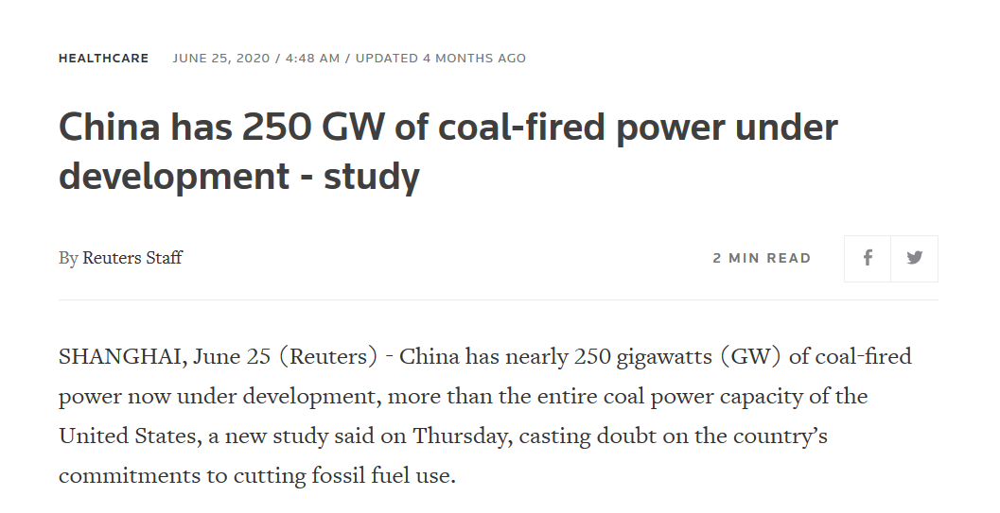 HEALTHCARE JUNE 25, 2020 / 4:48 AM / UPDATED 4 MONTHS AGO
China has 250 GW of coal-fired power under
development - study
By Reuters Staff 2 MIN READ
SHANGHAI, June 25 (Reuters) - China has nearly 250 gigawatts (GW) of coal-fired
power now under development, more than the entire coal power capacity of the
United States, a new study said on Thursday, casting doubt on the country’s
commitments to cutting fossil fuel use.